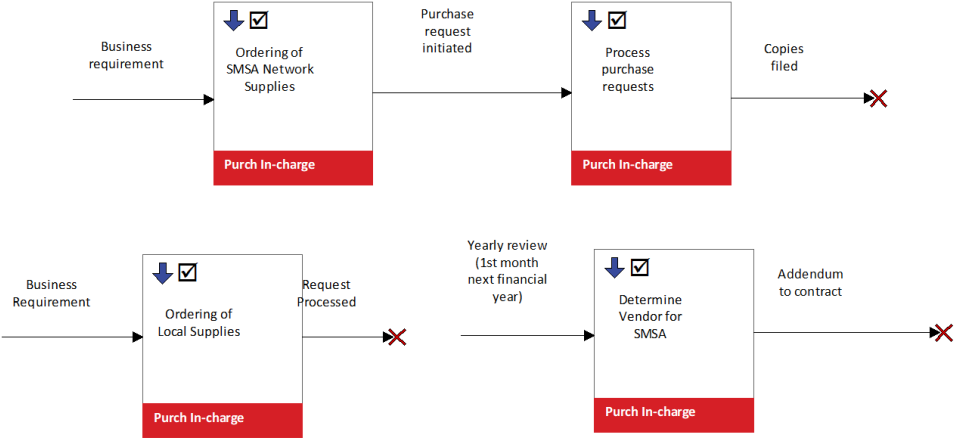 Business
requirement
Ordering of
SMSA Network
Supplies
Purch In-charge
Purchase
request
initiated
Process
purchase
requests
Purch In-charge
Copies
filed
Business
Requirement
Ordering of
Local Supplies
Purch In-charge
Request
Processed
Yearly review
(1st month
next financial
year)
Determine
Vendor for
SMSA
Purch In-charge
Addendum
to contract